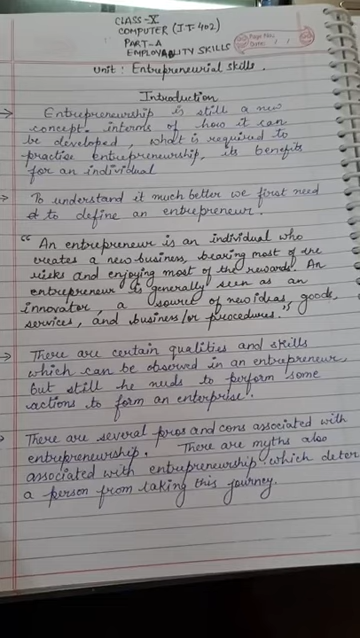 CLASS-X
COMPUTER (I.T-402)
PART-A
EMPLOYABILITY SKILLS
Page No.
Date: / /
Unit: Entrepreneurial skills.
Introduction
→ Entrepreneurship is still a new
concept. interms of how it can
be developed, what is required to
practise entrepreneurship, its benefits
for an individual
→ To understand it much better we first need
to define an entrepreneur.
"An entrepreneur is an individual who
creates a new business, bearing most of the
risks and enjoying most of the rewards. An
entrepreneur is generally seen as an
innovator, a source of new ideas, goods,
services, and business/or procedures."
→ There are certain qualities and skills
which can be observed in an entrepreneur,
but still he needs to perform some
actions to form an enterprise.
→ There are several pros and cons associated with
entrepreneurship. There are myths also
associated with entrepreneurship which deter
a person from taking this journey.